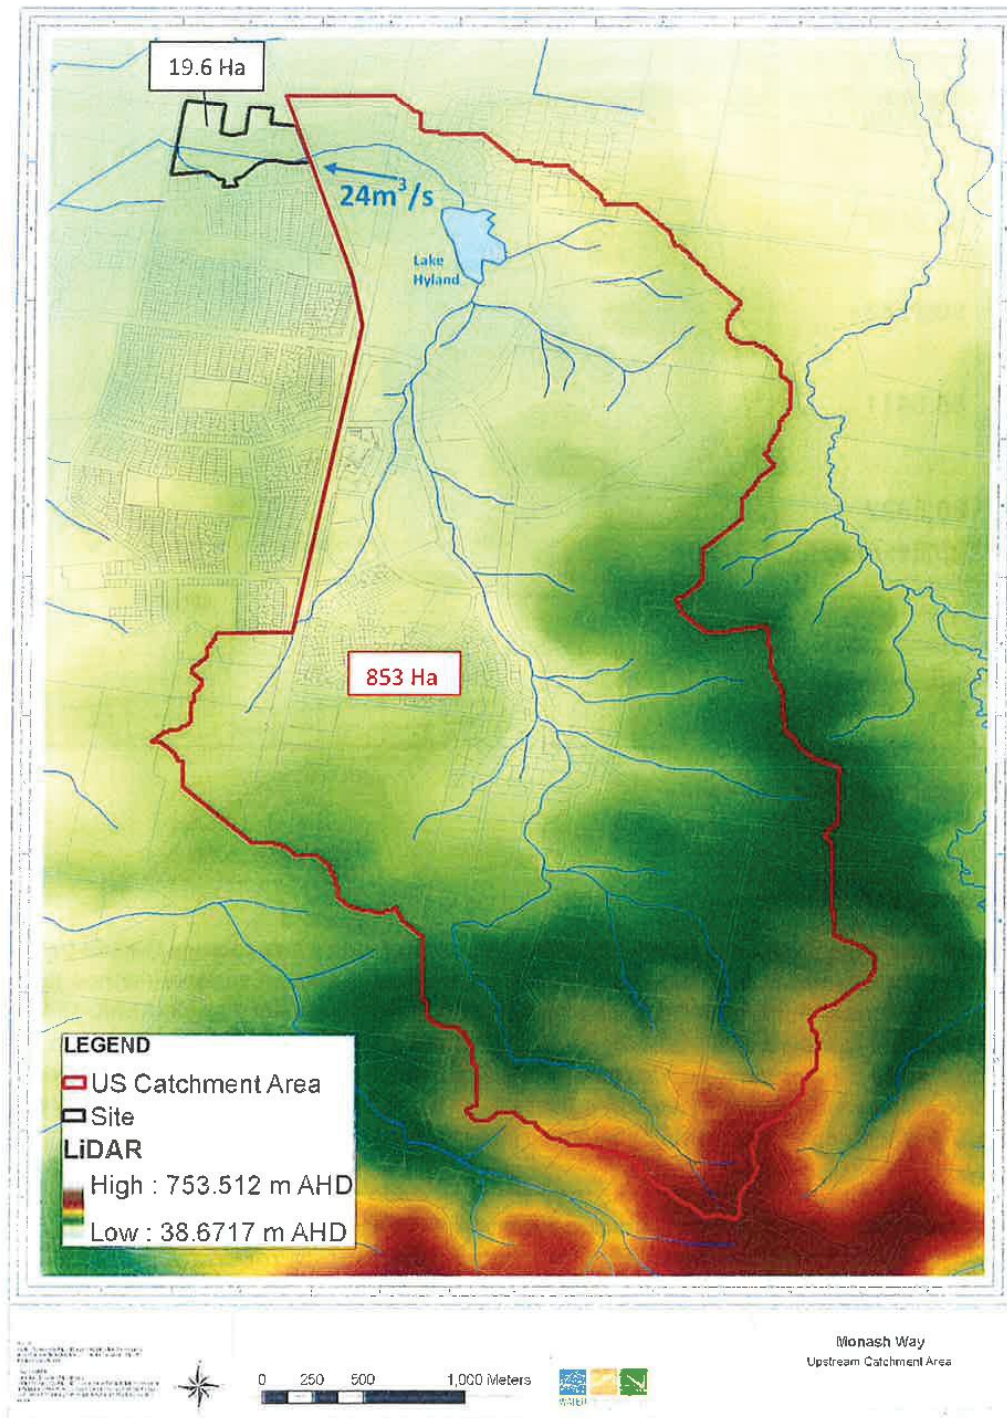 19.6 Ha
24m³/s
Lake
Hyland
853 Ha
LEGEND
US Catchment Area
Site
LiDAR
High : 753.512 m AHD
Low : 38.6717 m AHD
Monash Way
Upstream Catchment Area
0 250 500 1,000 Meters
WATER